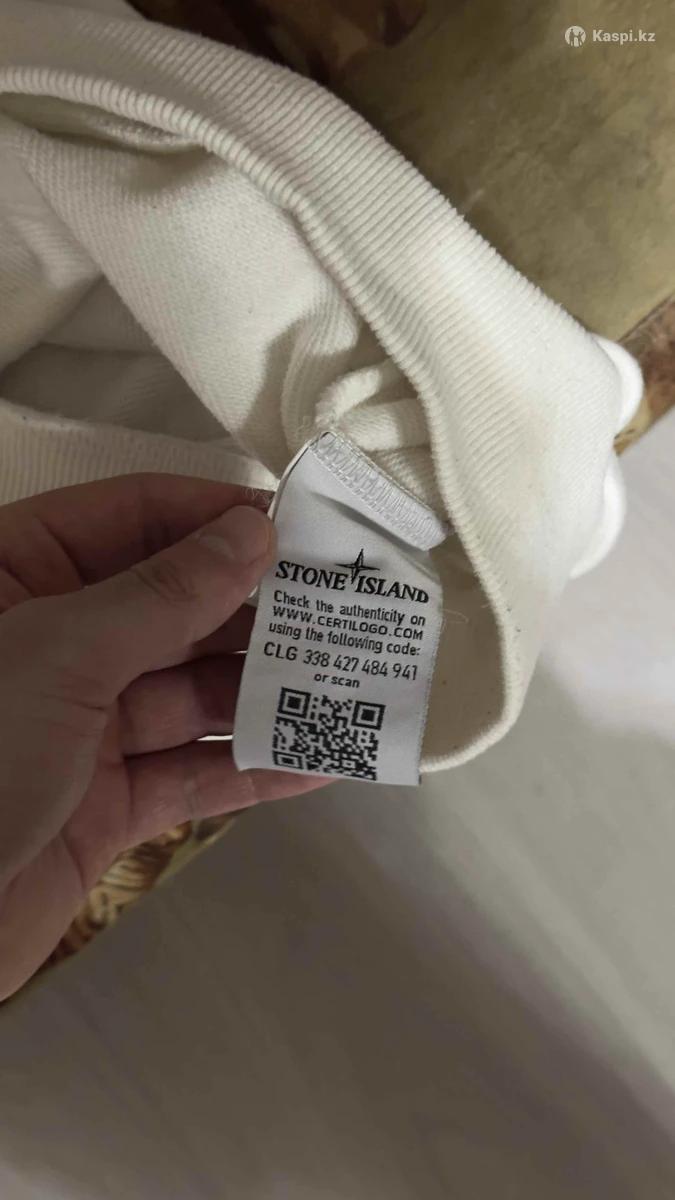 Kaspi.kz
STONE ISLAND
Check the authenticity on
WWW.CERTILOGO.COM
using the following code:
CLG 338 427 484 941
or scan